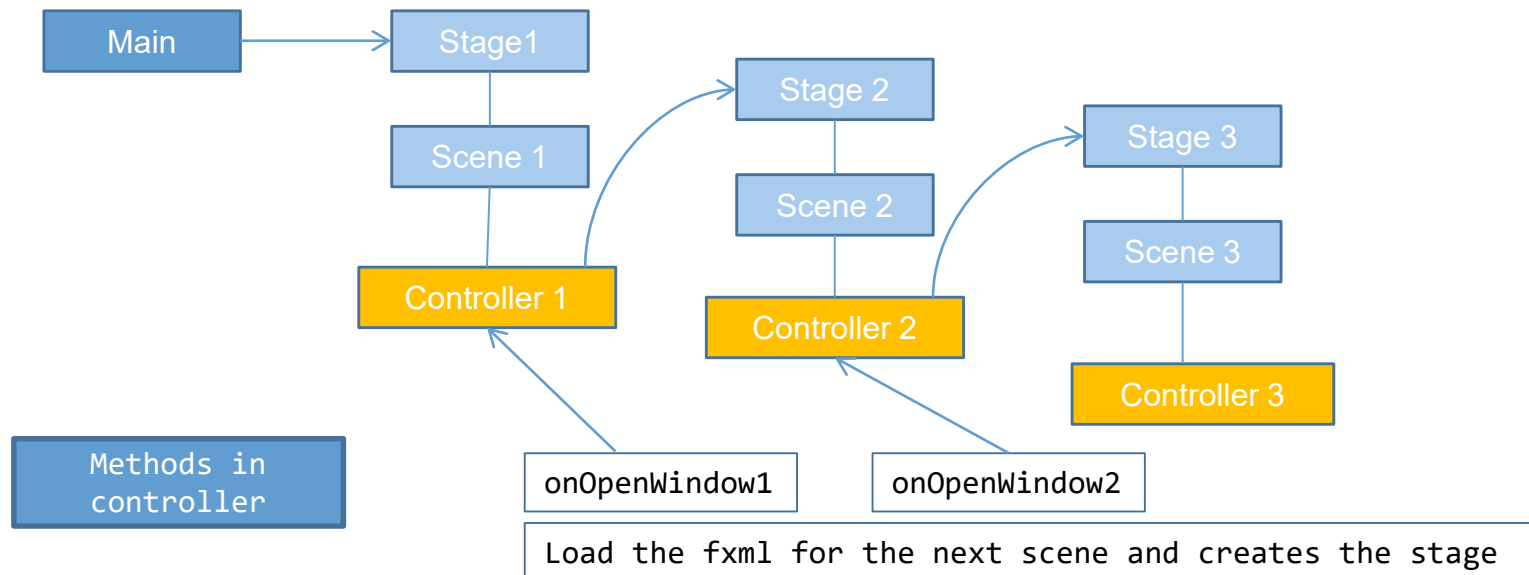 Main
Stage1
Stage 2
Stage 3
Scene 1
Scene 2
Scene 3
Controller 1
Controller 2
Controller 3
Methods in
controller
onOpenWindow1
onOpenWindow2
Load the fxml for the next scene and creates the stage